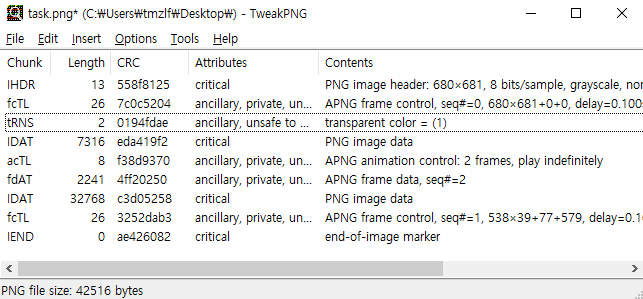 task.png* (C:₩Users₩tmzlf₩Desktop₩) - TweakPNG
File Edit Insert Options Tools Help
Chunk Length CRC Attributes Contents
IHDR 13 558f8125 critical PNG image header: 680×681, 8 bits/sample, grayscale, nor
fcTL 26 7c0c5204 ancillary, private, un... APNG frame control, seq#=0, 680×681+0+0, delay=0.100
tRNS 2 0194fdae ancillary, unsafe to ... transparent color = (1)
IDAT 7316 eda419f2 critical PNG image data
acTL 8 f38d9370 ancillary, private, un... APNG animation control: 2 frames, play indefinitely
fdAT 2241 4ff20250 ancillary, private, un... APNG frame data, seq#=2
IDAT 32768 c3d05258 critical PNG image data
fcTL 26 3252dab3 ancillary, private, un... APNG frame control, seq#=1, 538×39+77+579, delay=0.1
IEND 0 ae426082 critical end-of-image marker
PNG file size: 42516 bytes